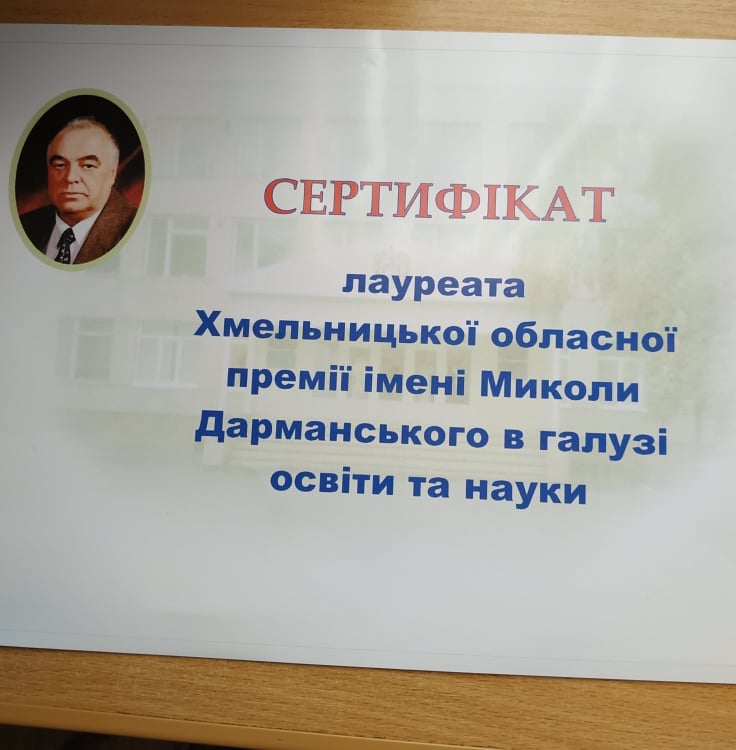 СЕРТИФІКАТ
лауреата
Хмельницької обласної
премії імені Миколи
Дарманського в галузі
освіти та науки